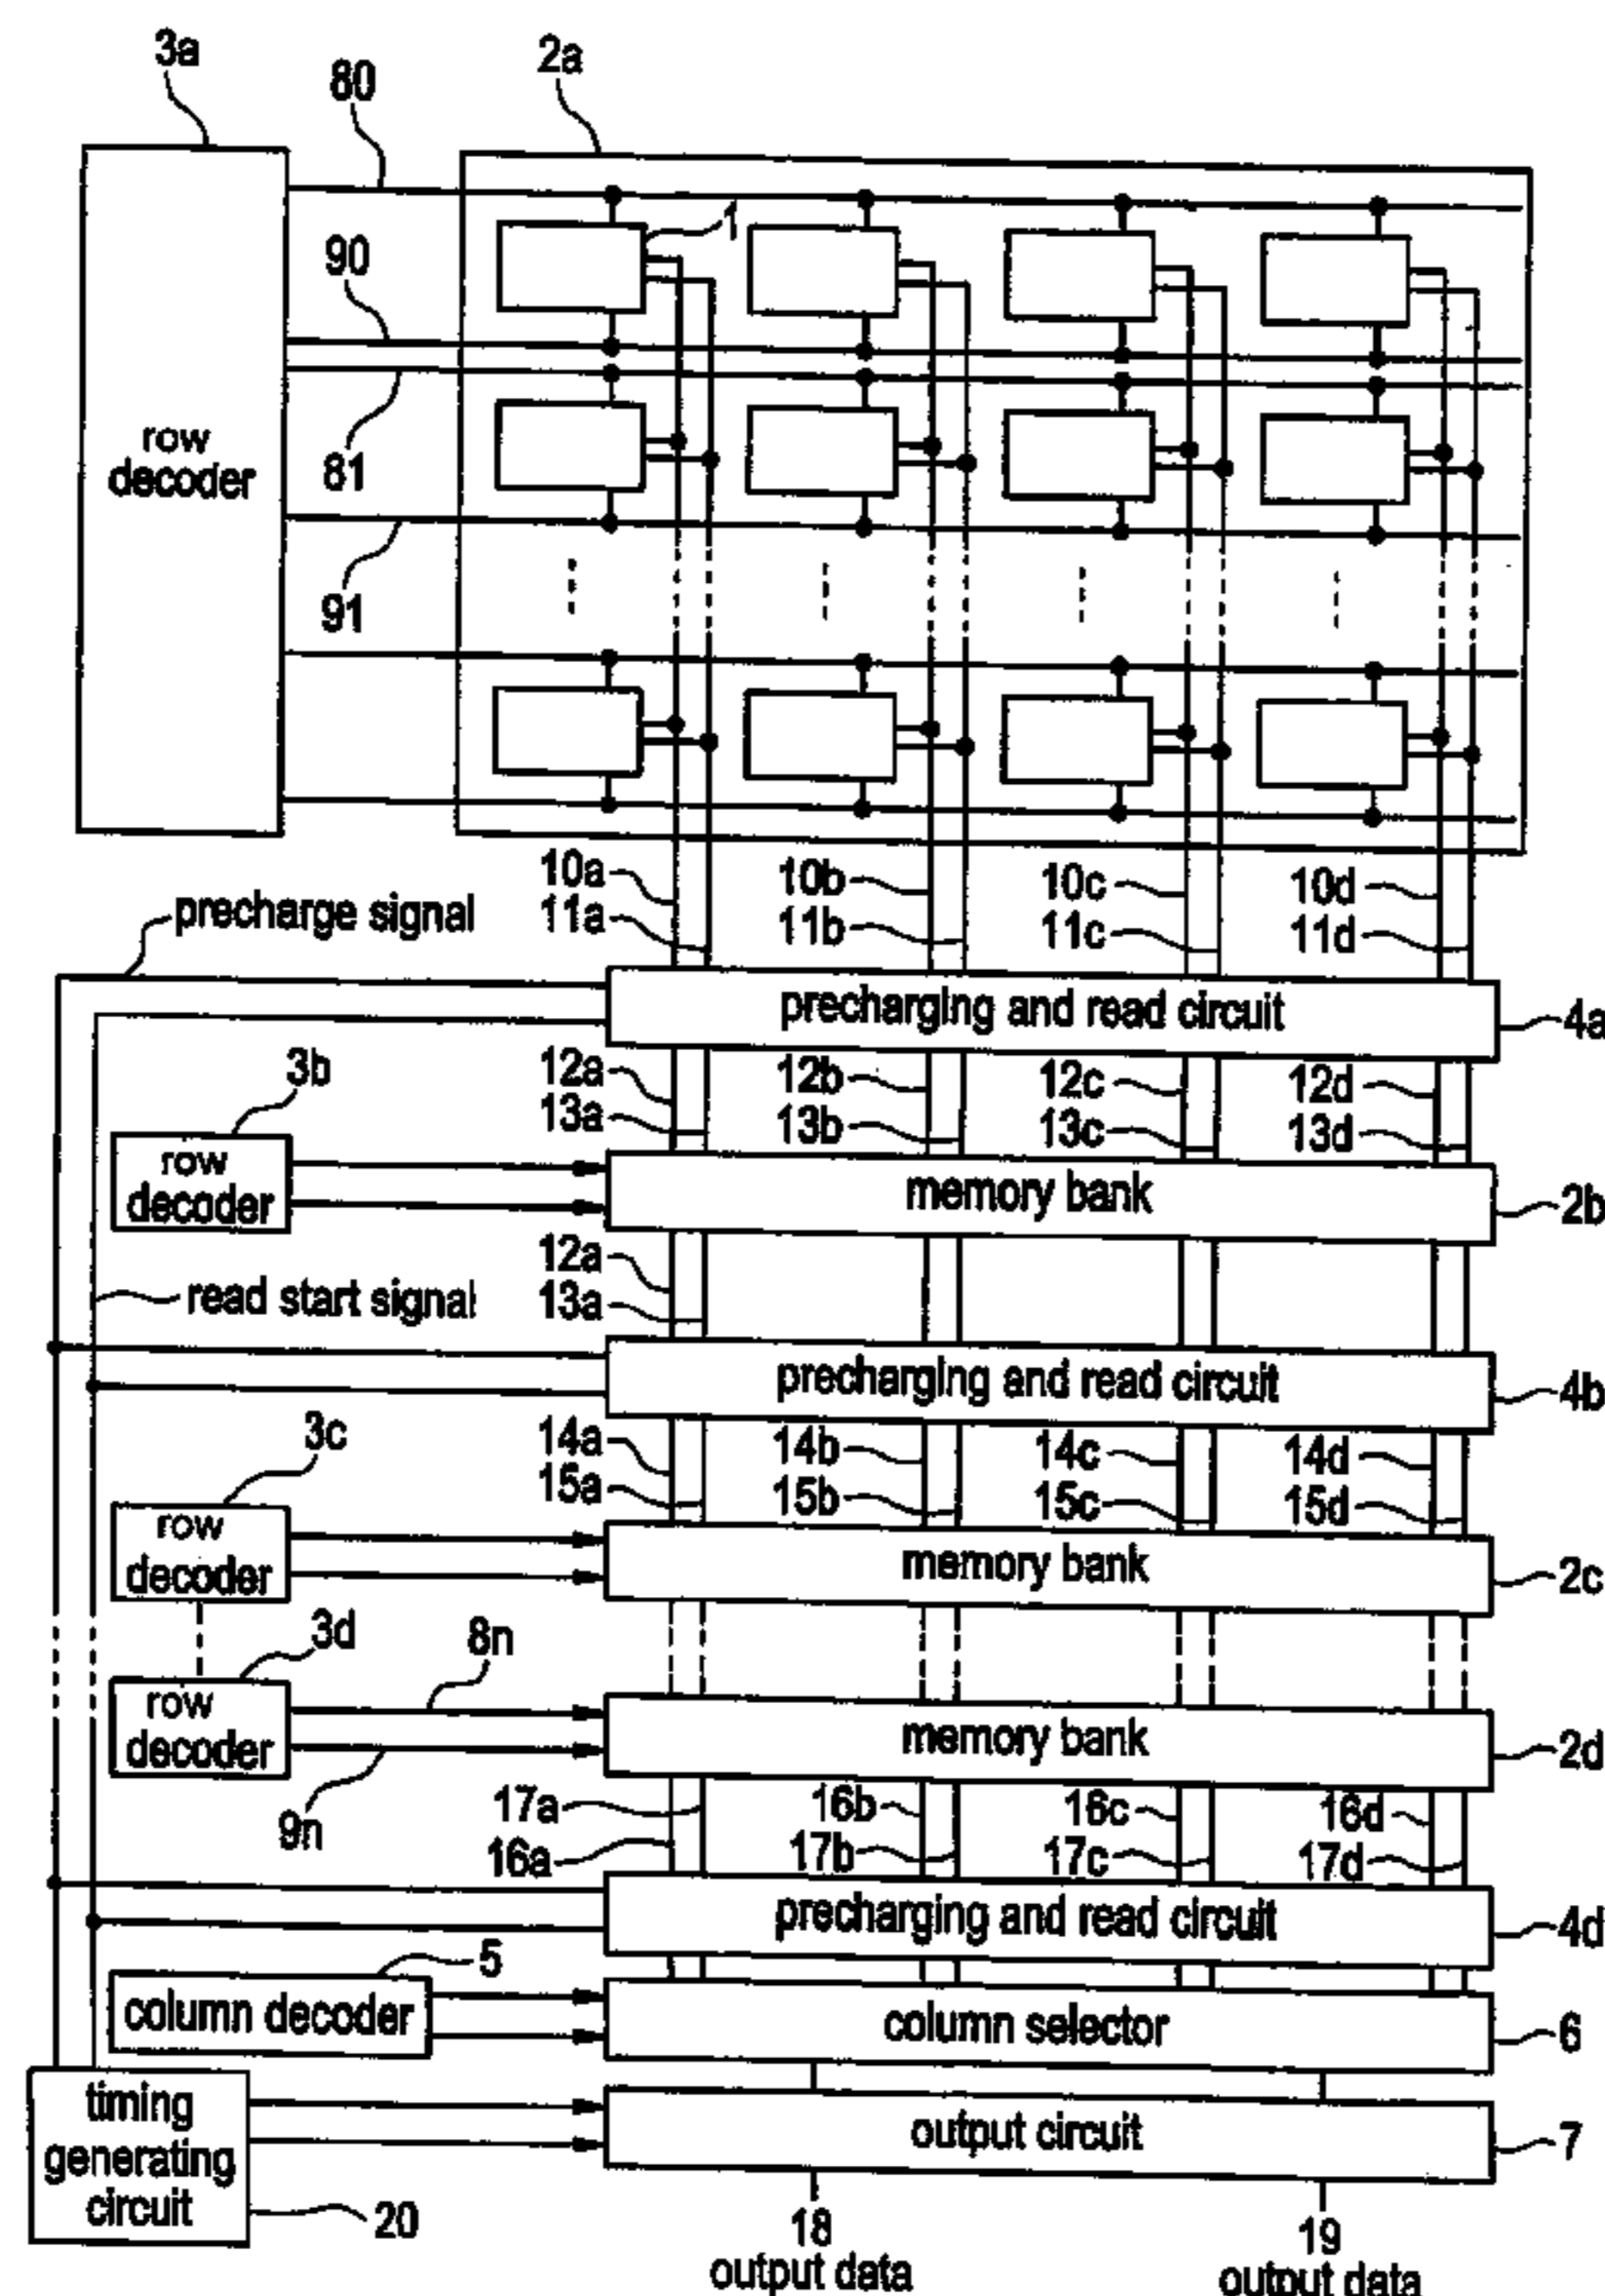 3a
80
2a
1
90
row
decoder
81
91
10a
10b
10c
10d
11a
11b
11c
11d
precharge signal
precharging and read circuit
4a
3b
12a
12b
12c
12d
13a
13b
13c
13d
row
decoder
memory bank
2b
12a
13a
read start signal
precharging and read circuit
4b
3c
14a
14b
14c
14d
15a
15b
15c
15d
row
decoder
memory bank
2c
3d
8n
row
decoder
memory bank
2d
9n
17a
16b
16c
16d
16a
17b
17c
17d
precharging and read circuit
4d
5
column decoder
column selector
6
timing
generating
circuit
output circuit
7
20
18
output data
19
output data